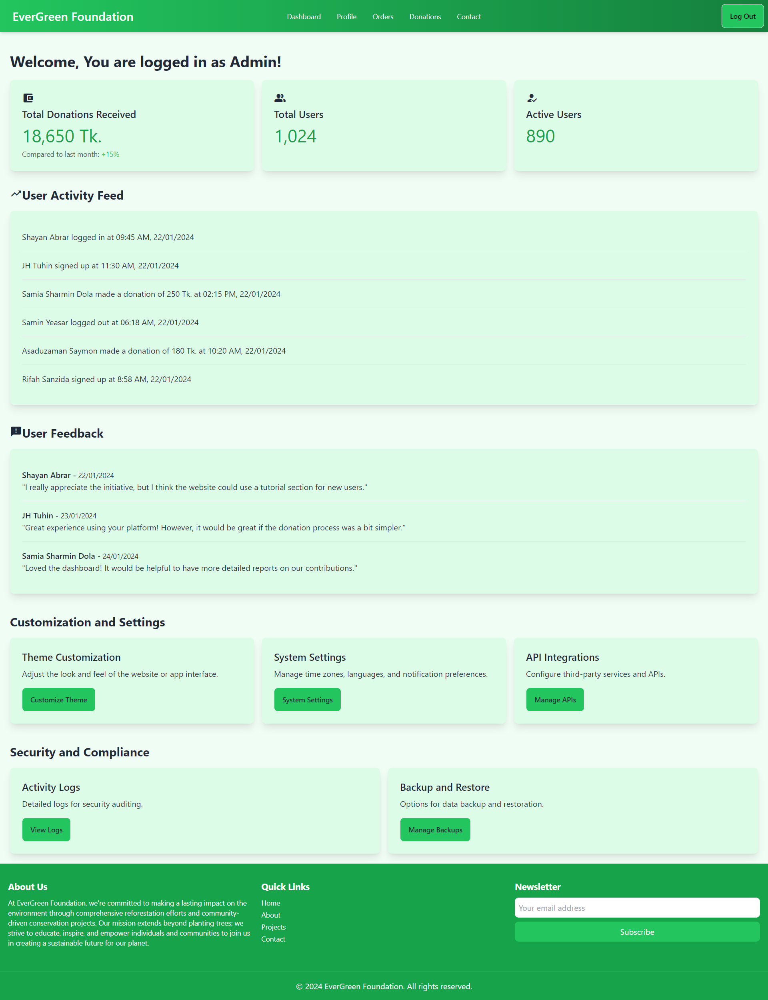 EverGreen Foundation
Dashboard Profile Orders Donations Contact
Log Out
Welcome, You are logged in as Admin!
Total Donations Received
18,650 Tk.
Compared to last month: +15%
Total Users
1,024
Active Users
890
User Activity Feed
Shayan Abrar logged in at 09:45 AM, 22/01/2024
JH Tuhin signed up at 11:30 AM, 22/01/2024
Samia Sharmin Dola made a donation of 250 Tk. at 02:15 PM, 22/01/2024
Samin Yeasar logged out at 06:18 AM, 22/01/2024
Asaduzaman Saymon made a donation of 180 Tk. at 10:20 AM, 22/01/2024
Rifah Sanzida signed up at 8:58 AM, 22/01/2024
User Feedback
Shayan Abrar - 22/01/2024
"I really appreciate the initiative, but I think the website could use a tutorial section for new users."
JH Tuhin - 23/01/2024
"Great experience using your platform! However, it would be great if the donation process was a bit simpler."
Samia Sharmin Dola - 24/01/2024
"Loved the dashboard! It would be helpful to have more detailed reports on our contributions."
Customization and Settings
Theme Customization
Adjust the look and feel of the website or app interface.
Customize Theme
System Settings
Manage time zones, languages, and notification preferences.
System Settings
API Integrations
Configure third-party services and APIs.
Manage APIs
Security and Compliance
Activity Logs
Detailed logs for security auditing.
View Logs
Backup and Restore
Options for data backup and restoration.
Manage Backups
About Us
At EverGreen Foundation, we're committed to making a lasting impact on the
environment through comprehensive reforestation efforts and community-
driven conservation projects. Our mission extends beyond planting trees; we
strive to educate, inspire, and empower individuals and communities to join us
in creating a sustainable future for our planet.
Quick Links
Home
About
Projects
Contact
Newsletter
Your email address
Subscribe
© 2024 EverGreen Foundation. All rights reserved.